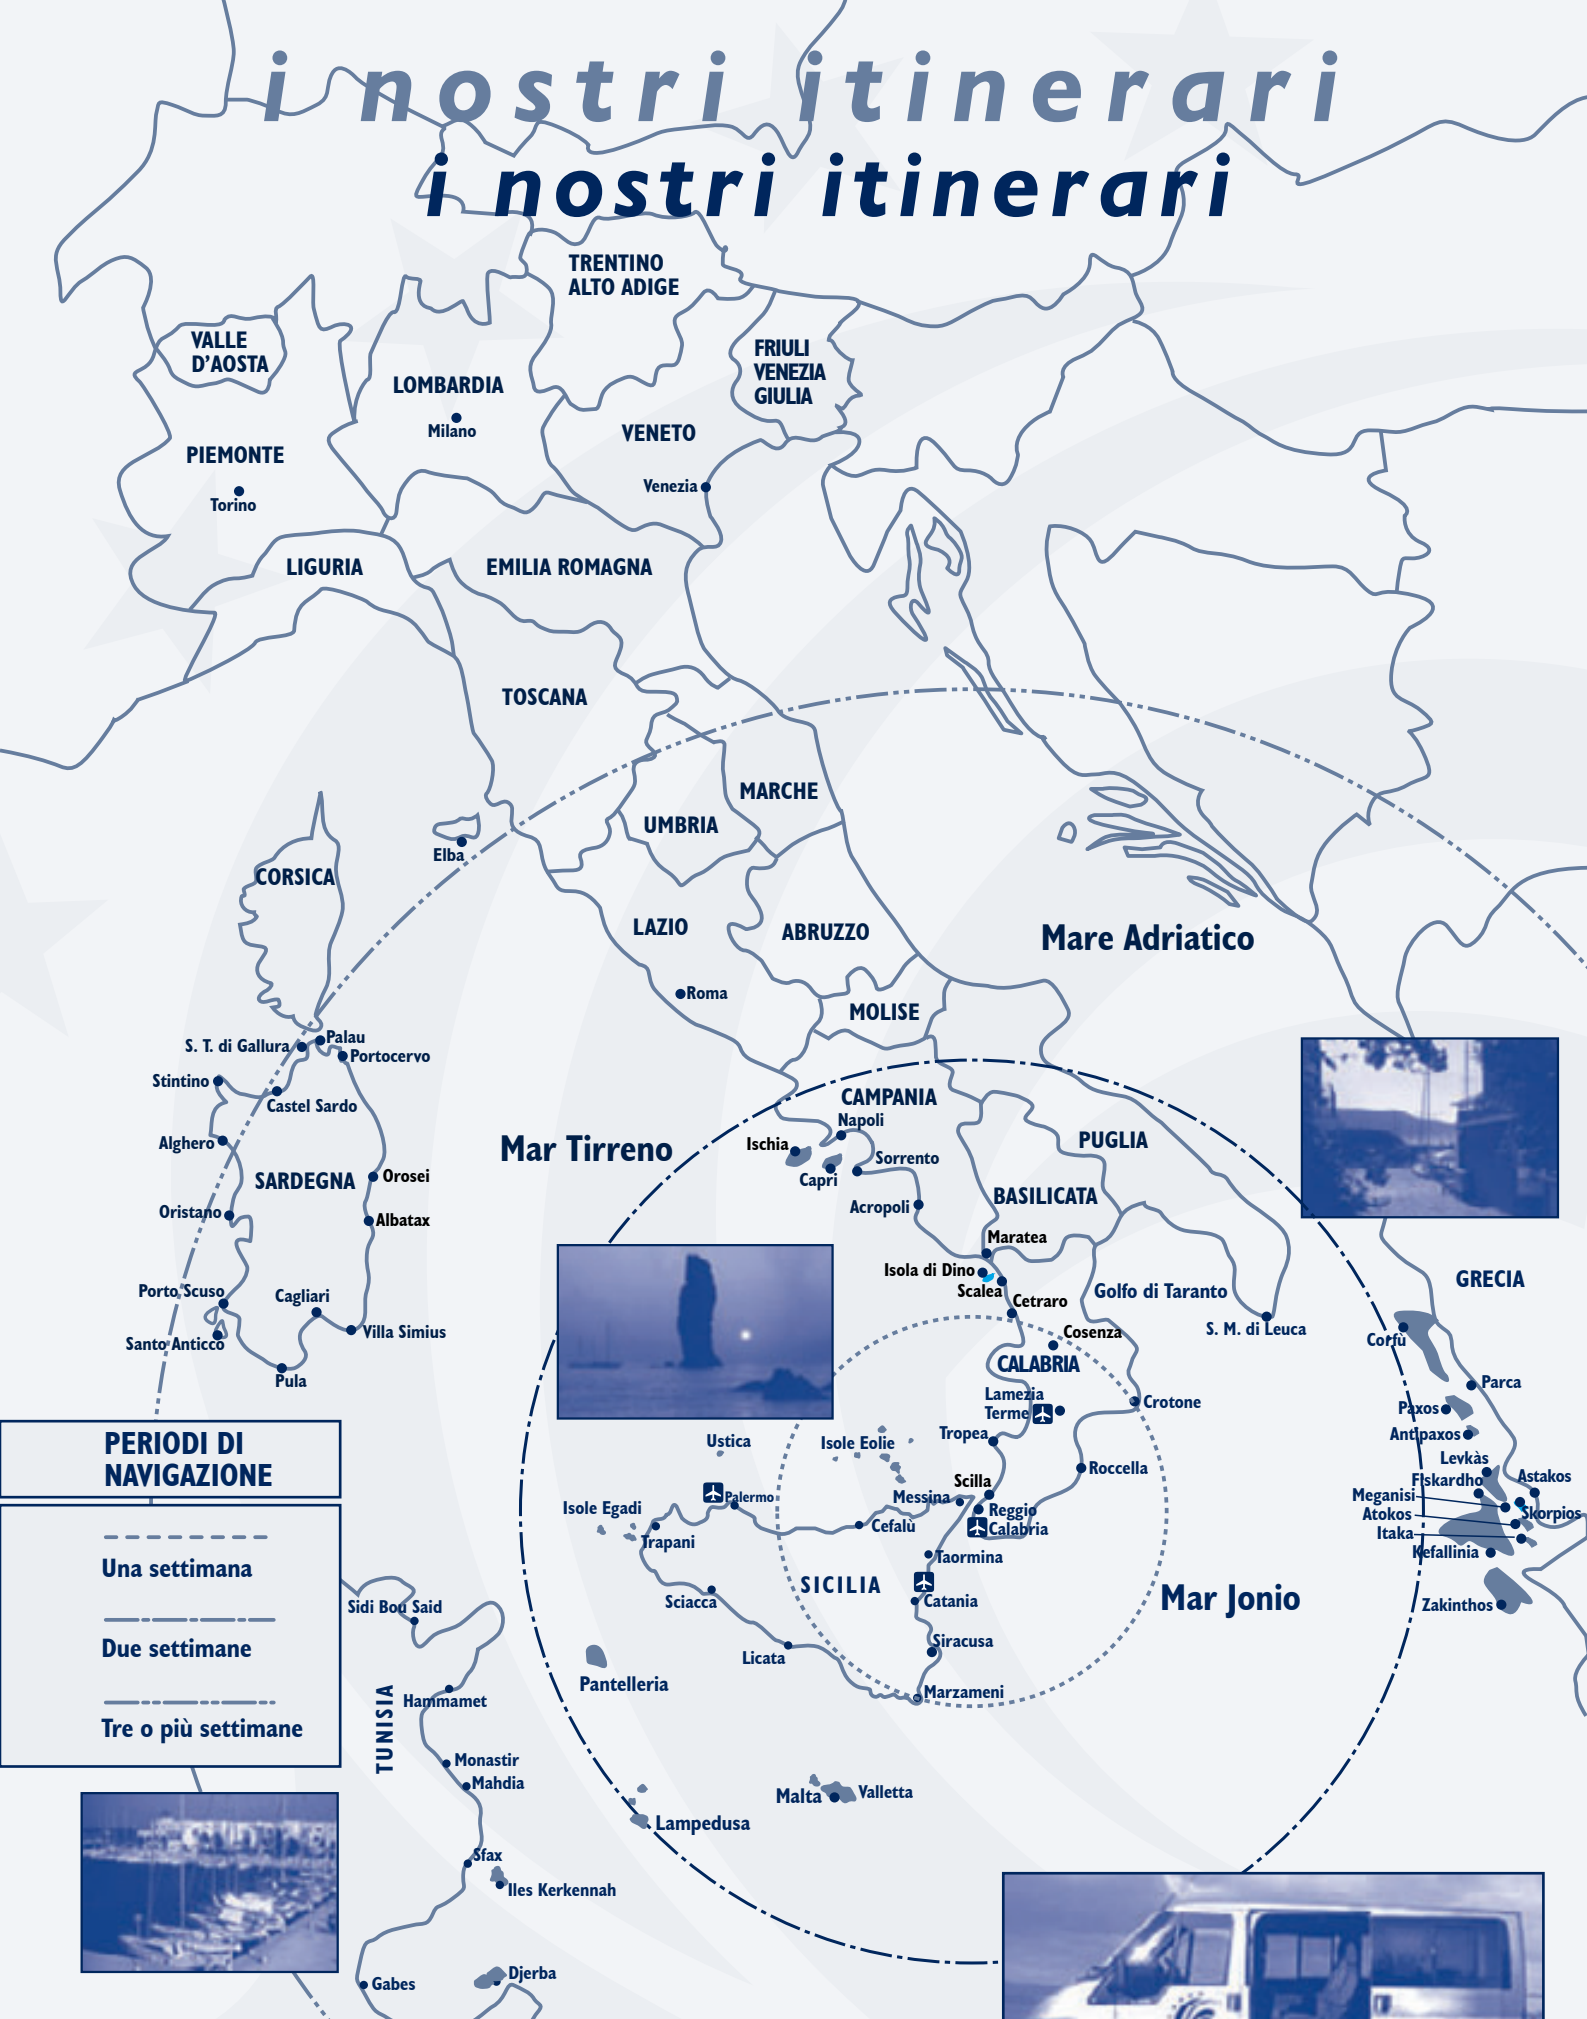 i nostri itinerari
i nostri itinerari
TRENTINO
ALTO ADIGE
VALLE
D'AOSTA
FRIULI
VENEZIA
GIULIA
LOMBARDIA
Milano
VENETO
PIEMONTE
Venezia
Torino
LIGURIA
EMILIA ROMAGNA
TOSCANA
MARCHE
UMBRIA
Elba
CORSICA
LAZIO
ABRUZZO
Mare Adriatico
Roma
MOLISE
Palau
S. T. di Gallura
Portocervo
Stintino
Castel Sardo
CAMPANIA
Napoli
Alghero
Mar Tirreno
Ischia
PUGLIA
Sorrento
SARDEGNA
Orosei
Capri
BASILICATA
Oristano
Albatax
Acropoli
Maratea
Isola di Dino
GRECIA
Porto Scuso
Cagliari
Scalea
Golfo di Taranto
Cetraro
Villa Simius
Cosenza
S. M. di Leuca
Santo Anticco
Corfù
CALABRIA
Pula
Parca
Lamezia
Terme
Crotone
Paxos
PERIODI DI
NAVIGAZIONE
Ustica
Isole Eolie
Tropea
Antipaxos
Levkàs
Roccella
Fiskardho
Astakos
Scilla
Messina
Meganisi
Palermo
Isole Egadi
Reggio
Calabria
Atokos
Skorpios
Cefalù
Itaka
Trapani
Kefallinia
Taormina
Una settimana
SICILIA
Catania
Mar Jonio
Sciacca
Zakinthos
Sidi Bou Said
Siracusa
Due settimane
Licata
Pantelleria
Marzameni
Hammamet
TUNISIA
Tre o più settimane
Monastir
Mahdia
Malta
Valletta
Lampedusa
Sfax
Iles Kerkennah
Djerba
Gabes